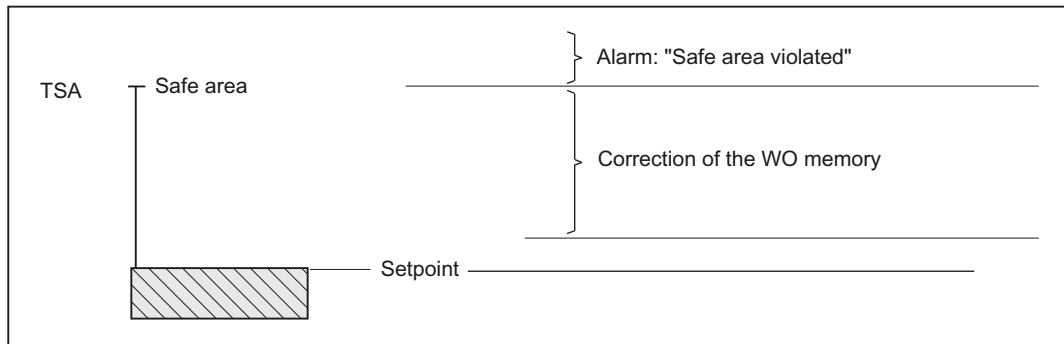 Alarm: "Safe area violated"
TSA
Safe area
Correction of the WO memory
Setpoint